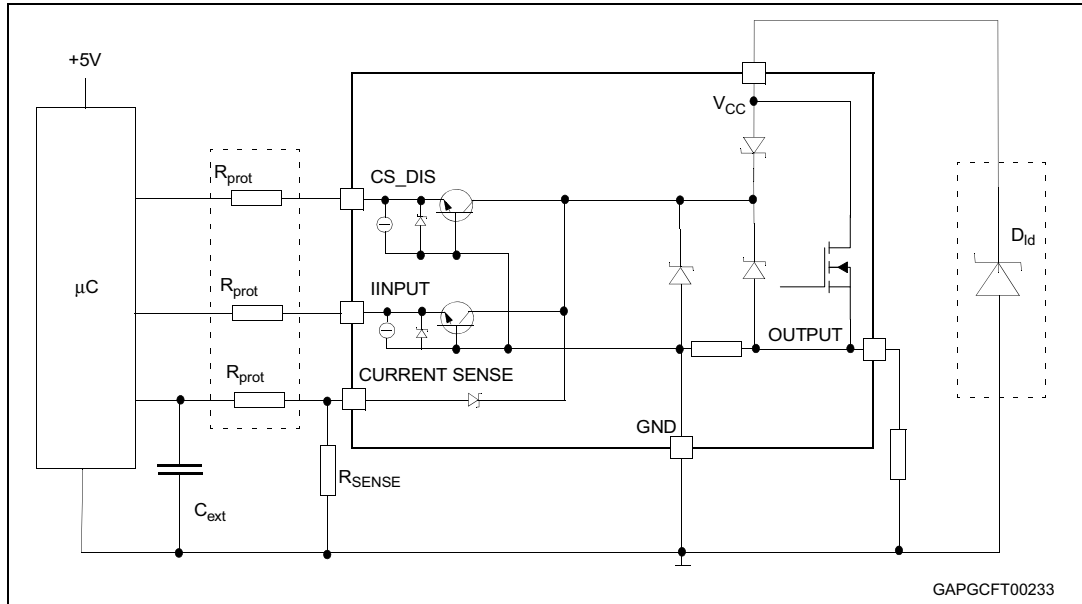 +5V
V_CC
R_prot
CS_DIS
D_ld
μC
R_prot
IINPUT
OUTPUT
R_prot
CURRENT SENSE
GND
R_SENSE
C_ext
GAPGCFT00233